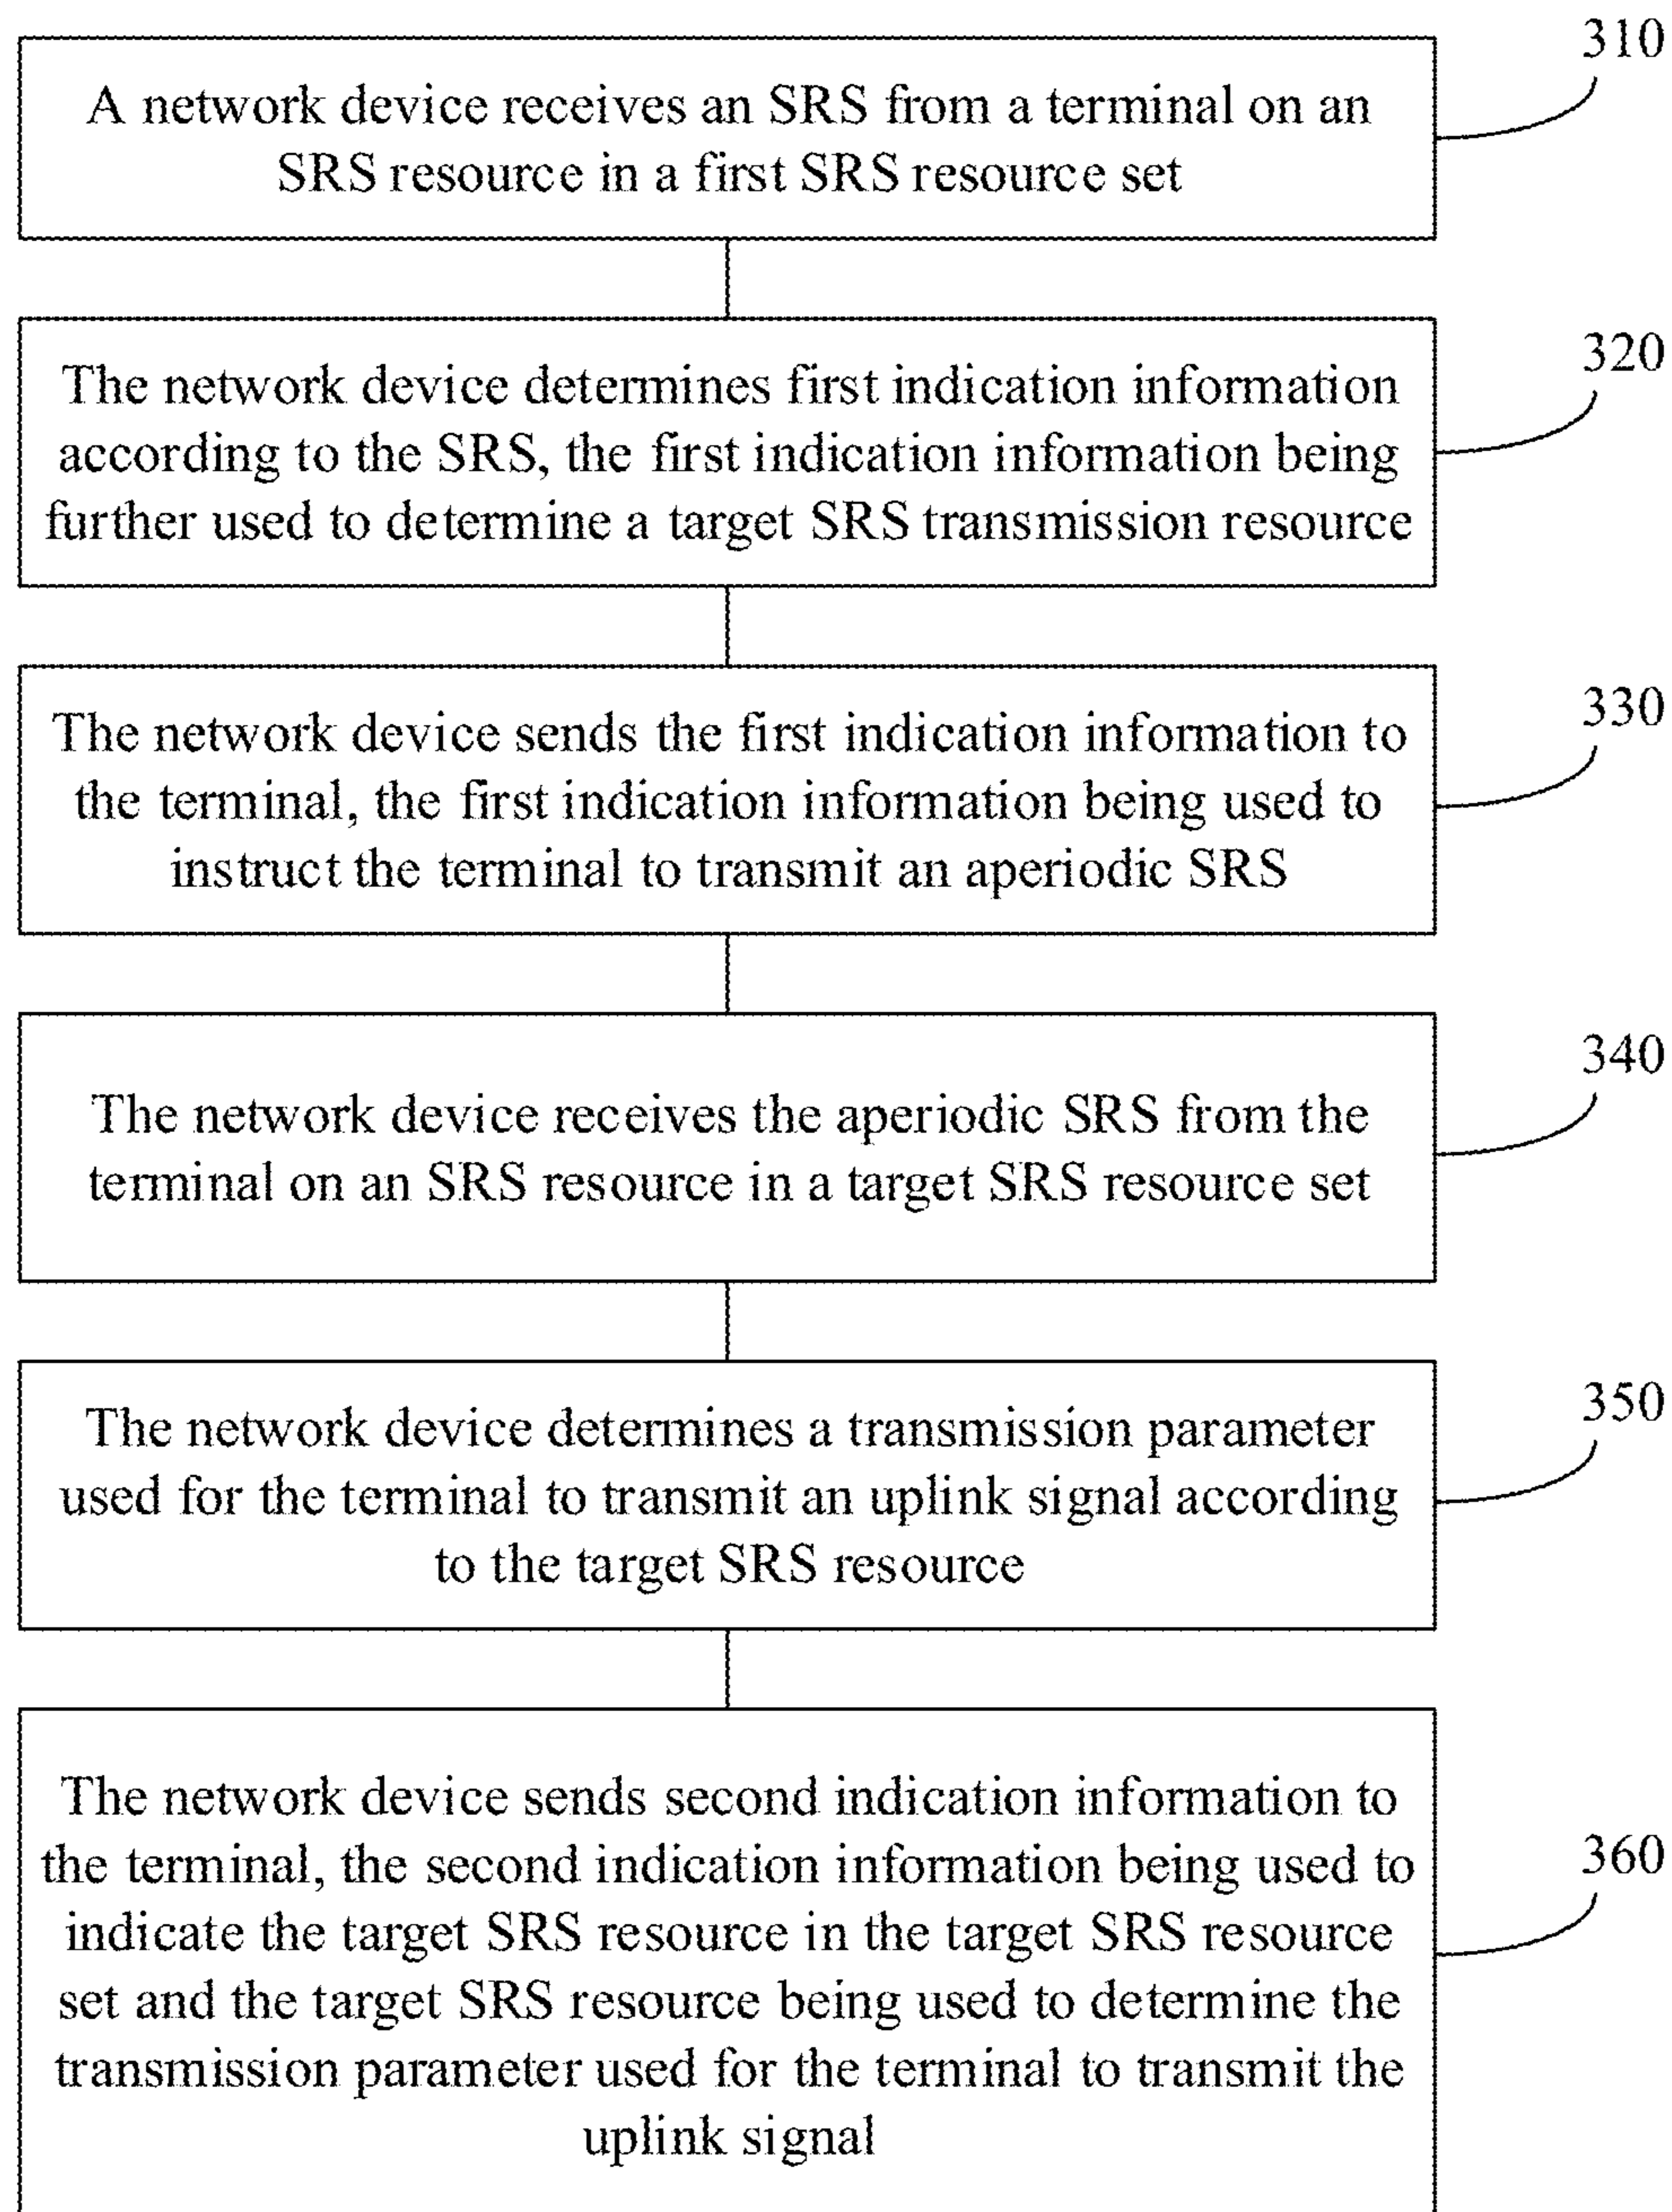 310
A network device receives an SRS from a terminal on an
SRS resource in a first SRS resource set
320
The network device determines first indication information
according to the SRS, the first indication information being
further used to determine a target SRS transmission resource
330
The network device sends the first indication information to
the terminal, the first indication information being used to
instruct the terminal to transmit an aperiodic SRS
340
The network device receives the aperiodic SRS from the
terminal on an SRS resource in a target SRS resource set
350
The network device determines a transmission parameter
used for the terminal to transmit an uplink signal according
to the target SRS resource
360
The network device sends second indication information to
the terminal, the second indication information being used to
indicate the target SRS resource in the target SRS resource
set and the target SRS resource being used to determine the
transmission parameter used for the terminal to transmit the
uplink signal